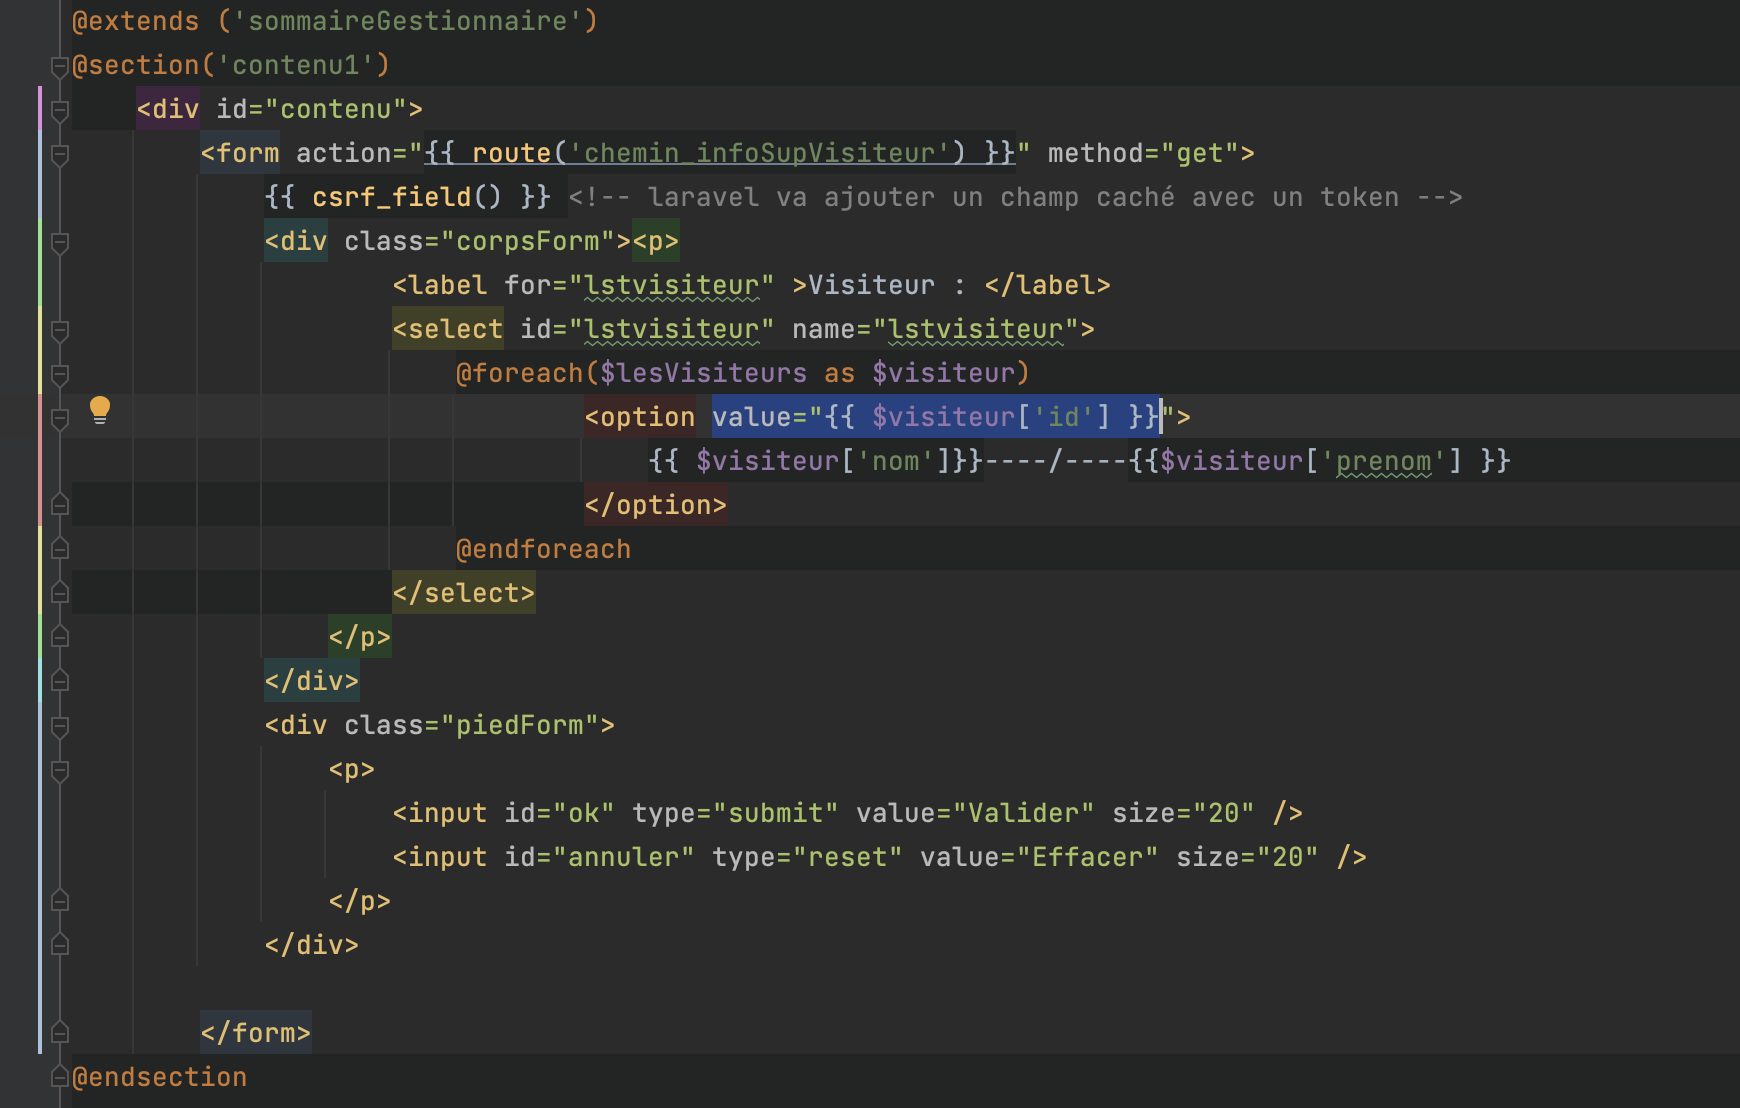 @extends ('sommaireGestionnaire')
@section('contenu1')
<div id="contenu">
<form action="{{ route('chemin_infoSupVisiteur') }}" method="get">
{{ csrf_field() }} <!-- laravel va ajouter un champ caché avec un token -->
<div class="corpsForm"><p>
<label for="lstvisiteur" >Visiteur : </label>
<select id="lstvisiteur" name="lstvisiteur">
@foreach($lesVisiteurs as $visiteur)
<option value="{{ $visiteur['id'] }}">
{{ $visiteur['nom']}}----/----{{$visiteur['prenom'] }}
</option>
@endforeach
</select>
</p>
</div>
<div class="piedForm">
<p>
<input id="ok" type="submit" value="Valider" size="20" />
<input id="annuler" type="reset" value="Effacer" size="20" />
</p>
</div>
</form>
@endsection